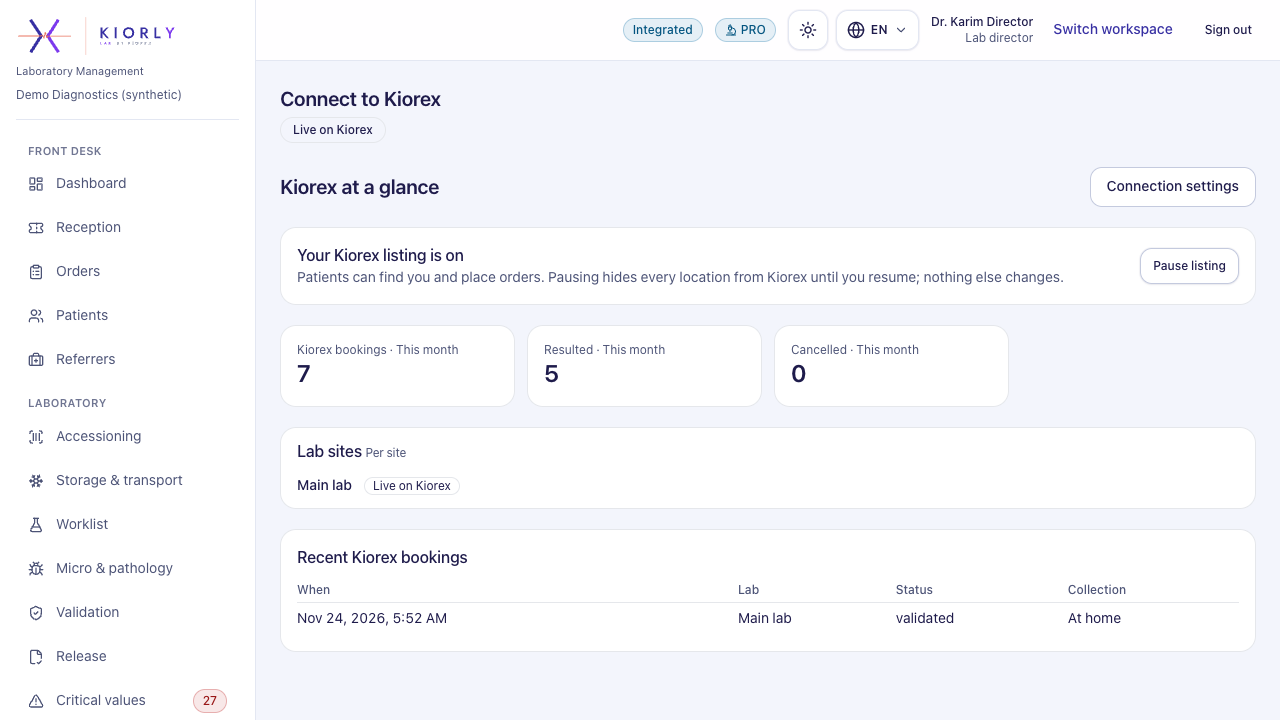 KIORLY
Laboratory Management
Demo Diagnostics (synthetic)
FRONT DESK
Dashboard
Reception
Orders
Patients
Referrers
LABORATORY
Accessioning
Storage & transport
Worklist
Micro & pathology
Validation
Release
Critical values 27
Integrated
PRO
EN
Dr. Karim Director
Lab director
Switch workspace
Sign out
Connect to Kiorex
Live on Kiorex
Kiorex at a glance
Connection settings
Your Kiorex listing is on
Patients can find you and place orders. Pausing hides every location from Kiorex until you resume; nothing else changes.
Pause listing
Kiorex bookings · This month
7
Resulted · This month
5
Cancelled · This month
0
Lab sites Per site
Main lab Live on Kiorex
Recent Kiorex bookings
When Lab Status Collection
Nov 24, 2026, 5:52 AM Main lab validated At home